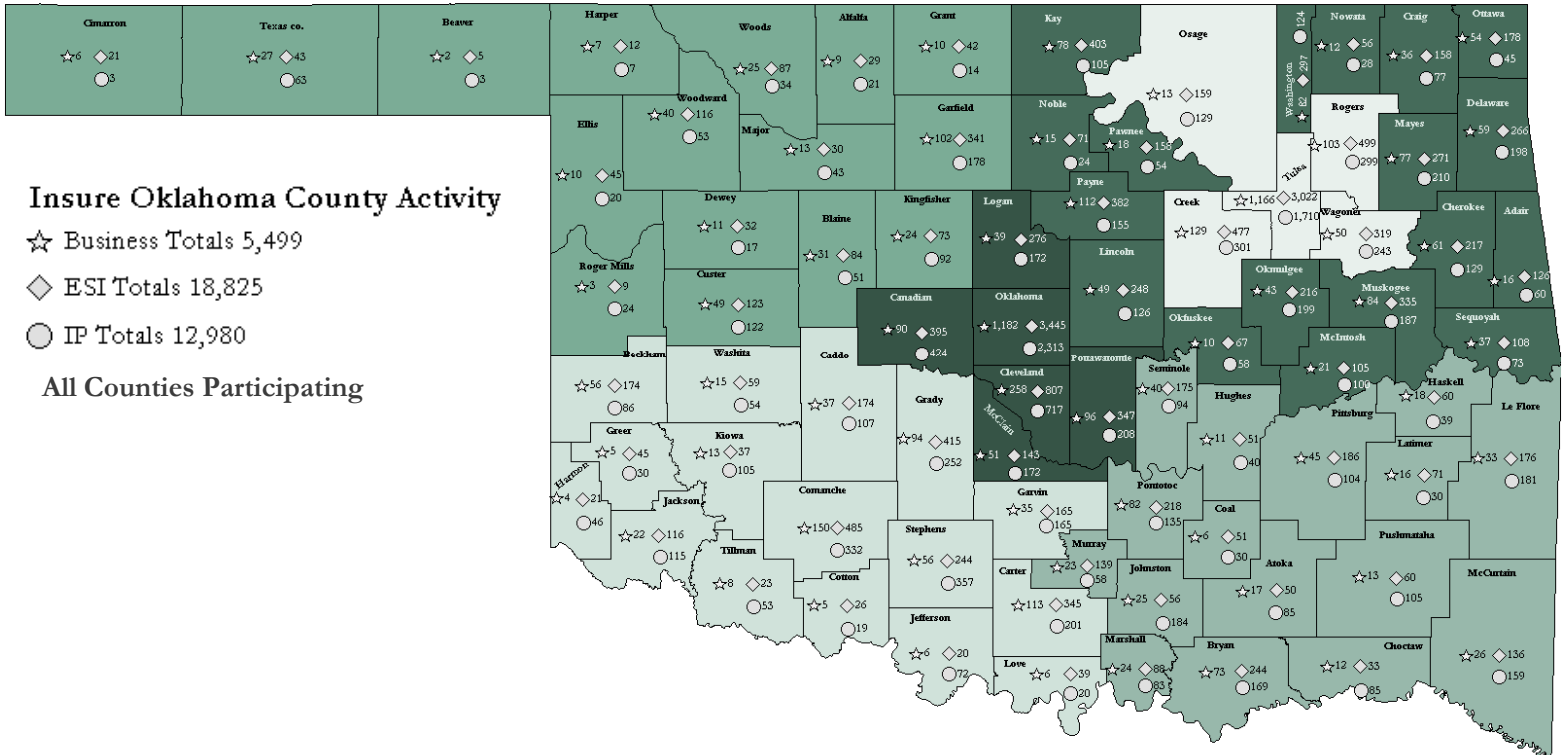 Insure Oklahoma County Activity
Business Totals 5,499
ESI Totals 18,825
IP Totals 12,980
All Counties Participating
Cimarron
6 21
3
Texas co.
27 43
63
Beaver
2 5
3
Harper
7 12
7
Woods
25 87
34
Alfalfa
9 29
21
Grant
10 42
14
Kay
78 403
105
Osage
13 159
129
Washington
82 297
124
Nowata
12 56
28
Craig
36 158
77
Ottawa
54 178
45
Ellis
10 45
20
Woodward
40 116
53
Major
13 30
43
Garfield
102 341
178
Noble
15 71
24
Pawnee
18 158
54
Rogers
103 499
299
Mayes
77 271
210
Delaware
59 266
198
Roger Mills
3 9
24
Dewey
11 32
17
Custer
49 123
122
Blaine
31 84
51
Kingfisher
24 73
92
Logan
39 276
172
Payne
112 382
155
Lincoln
49 248
126
Creek
129 477
301
Tulsa
1,166 3,022
1,710
Wagoner
50 319
243
Cherokee
61 217
129
Adair
16 126
60
Canadian
90 395
424
Oklahoma
1,182 3,445
2,313
Okfuskee
10 67
58
Okmulgee
43 216
199
Muskogee
84 335
187
McIntosh
21 105
100
Sequoyah
37 108
73
Beckham
56 174
86
Washita
15 59
54
Caddo
37 174
107
Grady
94 415
252
Cleveland
258 807
717
McClain
51 143
172
Pottawatomie
96 347
208
Seminole
40 175
94
Hughes
11 51
40
Pittsburg
45 186
104
Haskell
18 60
39
Le Flore
33 176
181
Latimer
16 71
30
Greer
5 45
30
Kiowa
13 37
105
Harmon
4 21
46
Jackson
22 116
115
Tillman
8 23
53
Comanche
150 485
332
Cotton
5 26
19
Stephens
56 244
357
Jefferson
6 20
72
Garvin
35 165
165
Murray
23 139
58
Carter
113 345
201
Love
6 39
20
Pontotoc
82 218
135
Coal
6 51
30
Johnston
25 56
184
Atoka
17 50
85
Pushmataha
13 60
105
McCurtain
26 136
159
Marshall
24 88
83
Bryan
73 244
169
Choctaw
12 33
85